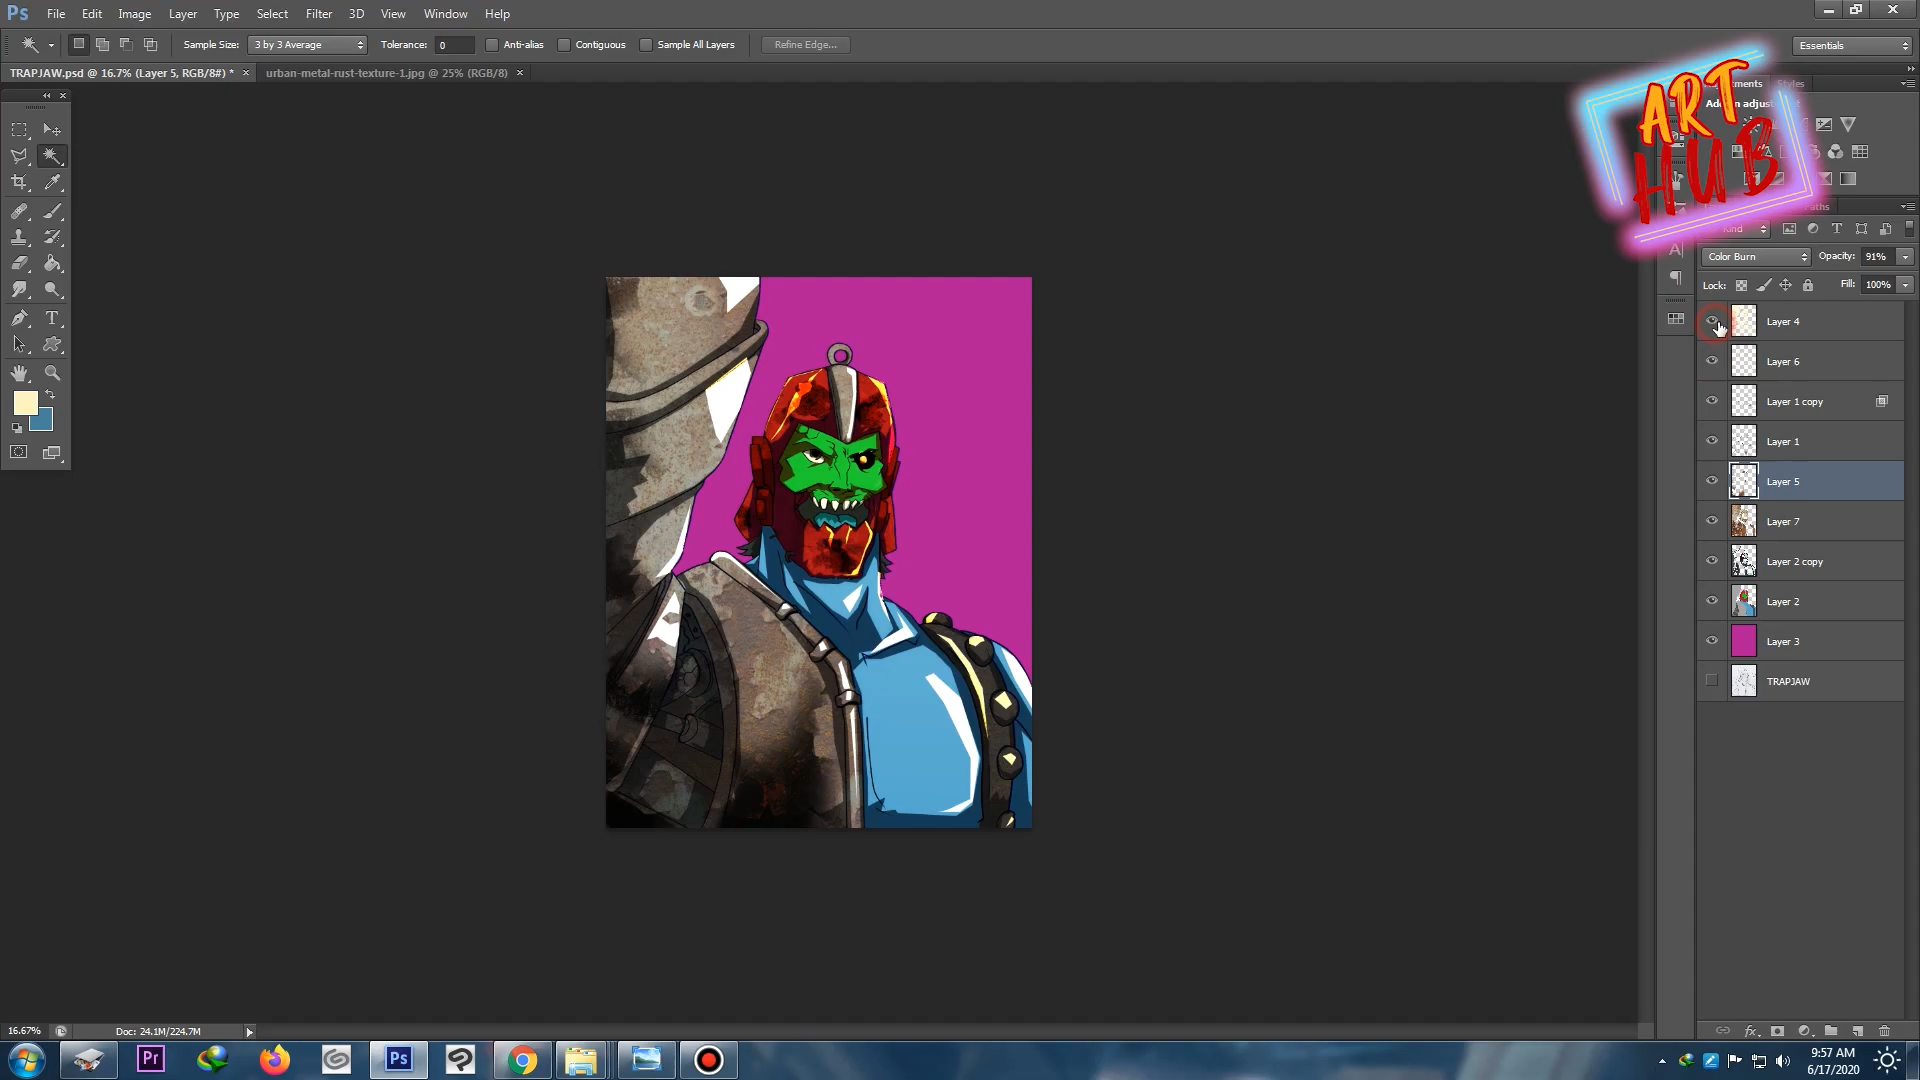 Ps File Edit Image Layer Type Select Filter 3D View Window Help
Sample Size: 3 by 3 Average Tolerance: 0 Anti-alias Contiguous Sample All Layers Refine Edge... Essentials
TRAPJAW.psd @ 16.7% (Layer 5, RGB/8#) * × urban-metal-rust-texture-1.jpg @ 25% (RGB/8) ×
Styles
ART
HUB
Color Burn Opacity: 91%
Lock: Fill: 100%
Layer 4
Layer 6
Layer 1 copy
Layer 1
Layer 5
Layer 7
Layer 2 copy
Layer 2
Layer 3
TRAPJAW
16.67% Doc: 24.1M/224.7M
Pr Ps
9:57 AM
6/17/2020